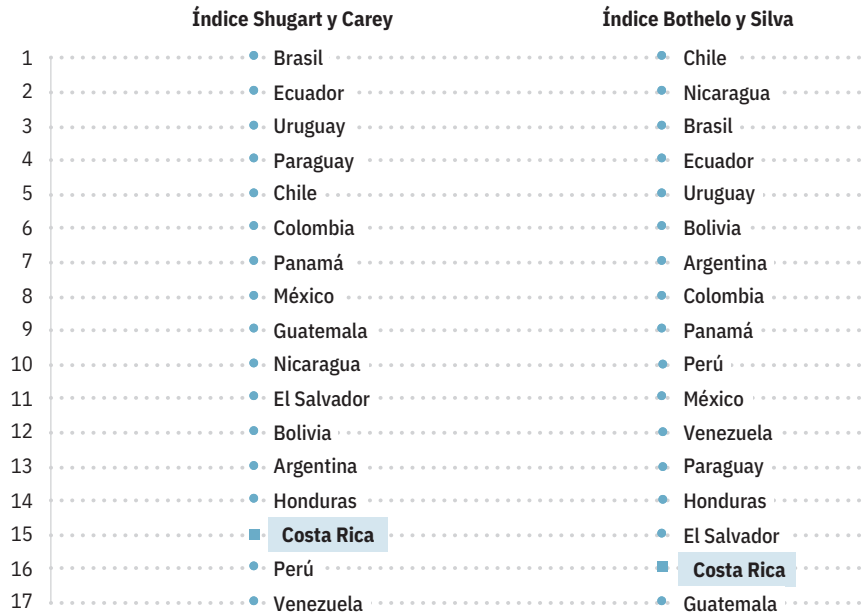 Índice Shugart y Carey Índice Bothelo y Silva
1 Brasil Chile
2 Ecuador Nicaragua
3 Uruguay Brasil
4 Paraguay Ecuador
5 Chile Uruguay
6 Colombia Bolivia
7 Panamá Argentina
8 México Colombia
9 Guatemala Panamá
10 Nicaragua Perú
11 El Salvador México
12 Bolivia Venezuela
13 Argentina Paraguay
14 Honduras Honduras
15 Costa Rica El Salvador
16 Perú Costa Rica
17 Venezuela Guatemala